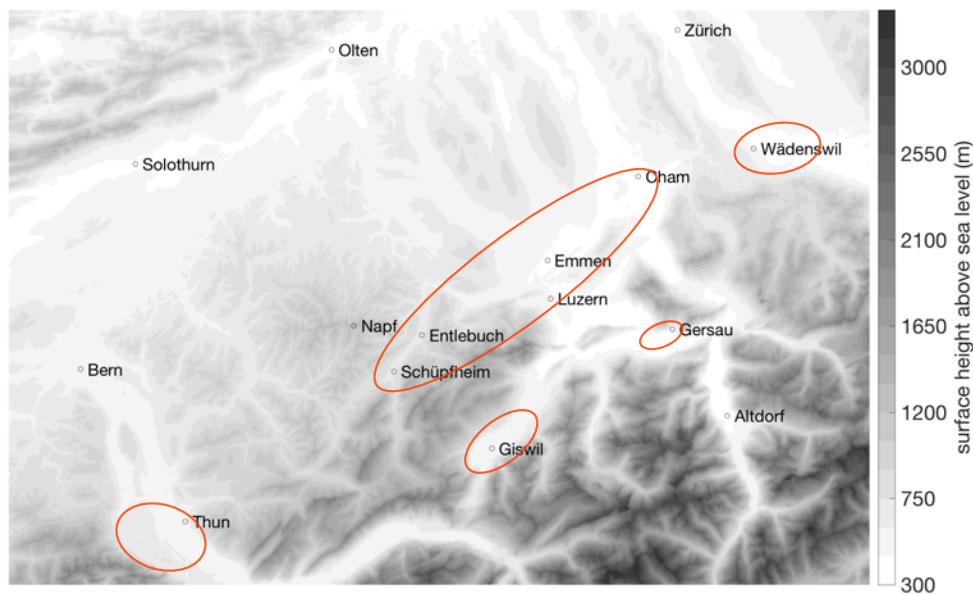 Zürich
Olten
3000
Wädenswil
2550
Solothurn
Cham
2100
Emmen
Luzern
Napf
Entlebuch
Gersau
1650
Bern
Schüpfheim
Altdorf
1200
Giswil
750
Thun
300
surface height above sea level (m)